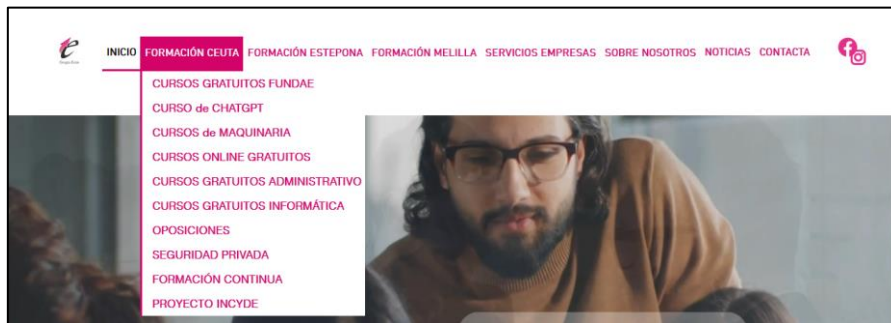 INICIO FORMACIÓN CEUTA FORMACIÓN ESTEPONA FORMACIÓN MELILLA SERVICIOS EMPRESAS SOBRE NOSOTROS NOTICIAS CONTACTA
CURSOS GRATUITOS FUNDAE
CURSO de CHATGPT
CURSOS de MAQUINARIA
CURSOS ONLINE GRATUITOS
CURSOS GRATUITOS ADMINISTRATIVO
CURSOS GRATUITOS INFORMÁTICA
OPOSICIONES
SEGURIDAD PRIVADA
FORMACIÓN CONTINUA
PROYECTO INCYDE